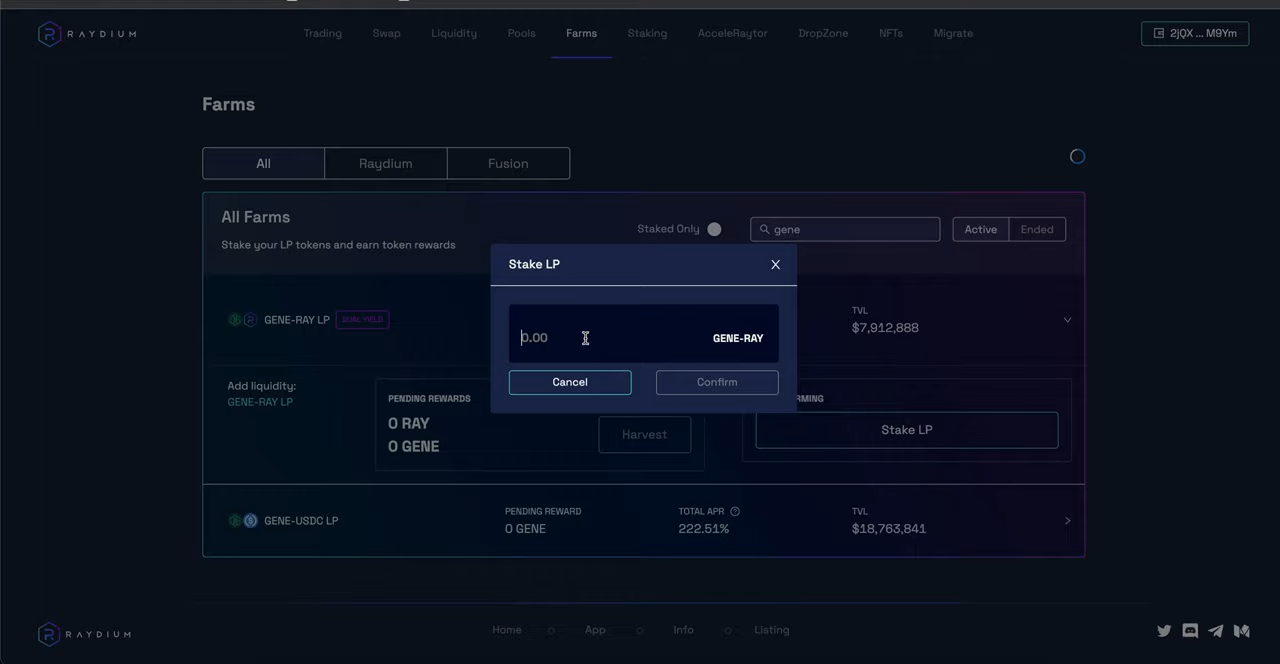 RAYDIUM
Trading
Swap
Liquidity
Pools
Farms
Staking
AcceleRaytor
DropZone
NFTs
Migrate
2jQX ... M9Ym
Farms
All
Raydium
Fusion
All Farms
Stake your LP tokens and earn token rewards
Staked Only
gene
Active
Ended
Stake LP
X
0.00
GENE-RAY
Cancel
Confirm
GENE-RAY LP
DUAL YIELD
TVL
$7,912,888
Add liquidity:
GENE-RAY LP
PENDING REWARDS
0 RAY
0 GENE
Harvest
RMING
Stake LP
GENE-USDC LP
PENDING REWARD
0 GENE
TOTAL APR
222.51%
TVL
$18,763,841
RAYDIUM
Home
App
Info
Listing